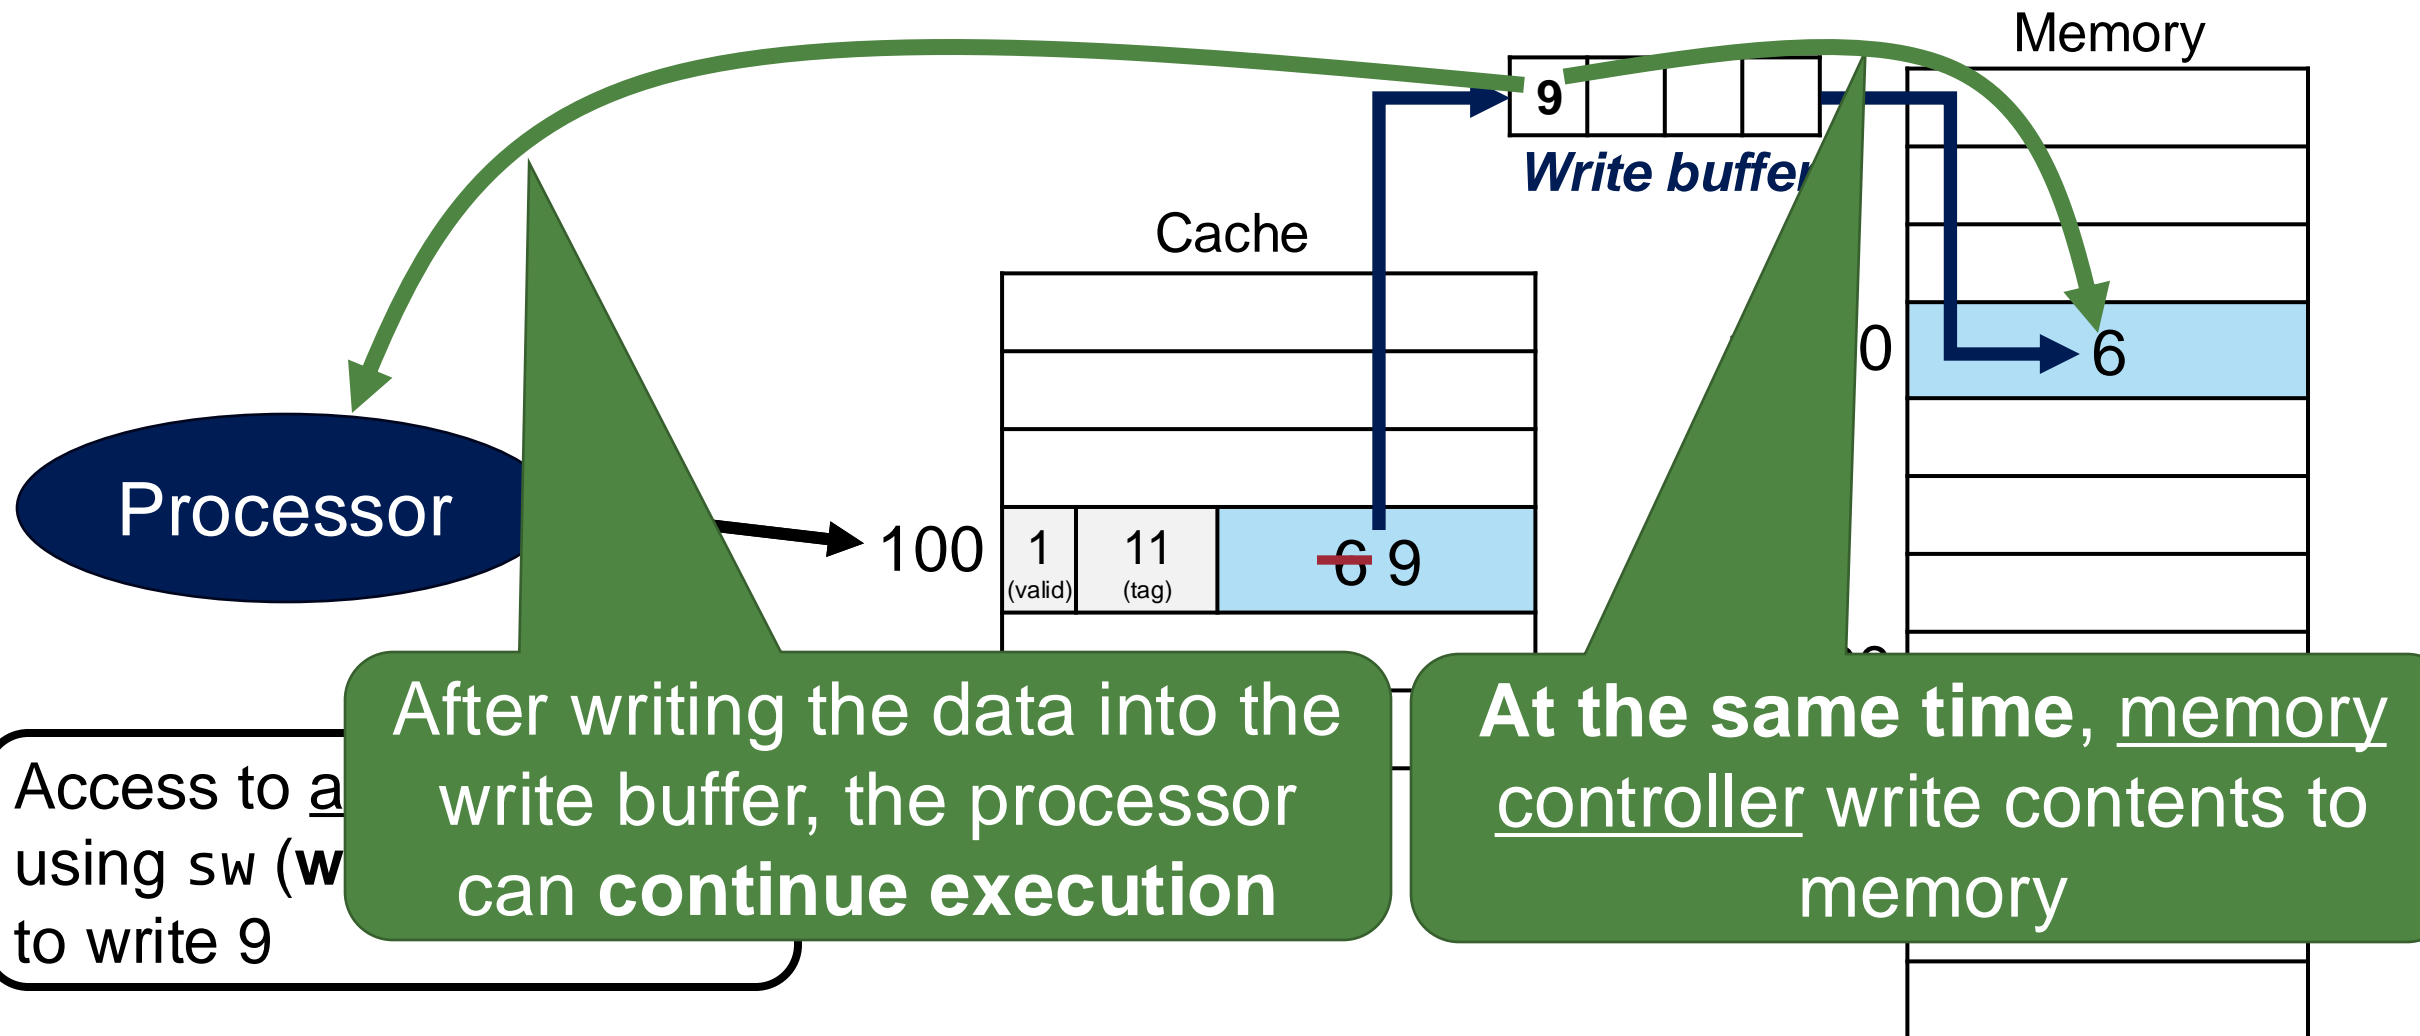 Memory
9
Write buffer
Cache
0
6
Processor
100
1
11
6 9
(valid)
(tag)
After writing the data into the
write buffer, the processor
can continue execution
At the same time, memory
controller write contents to
memory
Access to a
using sw (w
to write 9